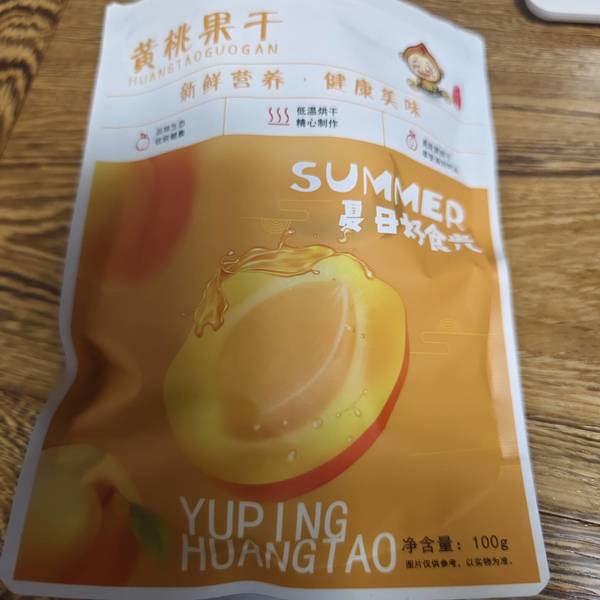 黄桃果干
HUANGTAOGUOGAN
新鲜营养·健康美味
低温烘干
精心制作
SUMMER
夏日好食光
YUPING
HUANGTAO
净含量：100g
图片仅供参考，以实物为准。